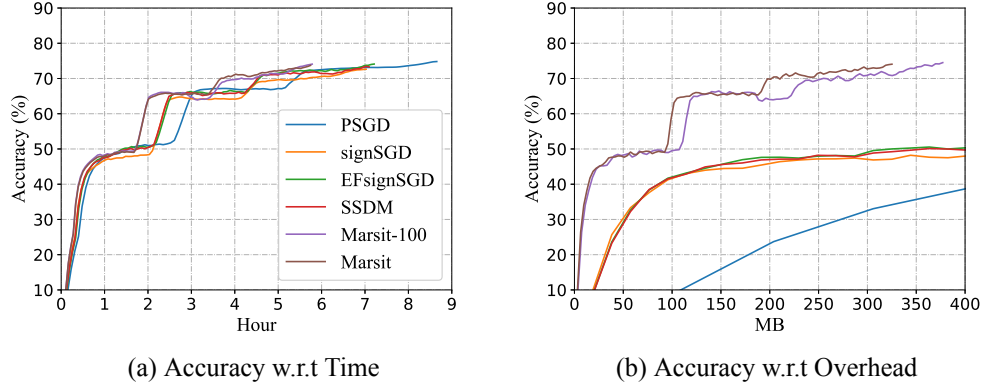 90
80
70
60
50
40
30
20
10
Accuracy (%)
0 1 2 3 4 5 6 7 8 9
Hour
PSGD
signSGD
EFsignSGD
SSDM
Marsit-100
Marsit
(a) Accuracy w.r.t Time
90
80
70
60
50
40
30
20
10
Accuracy (%)
0 50 100 150 200 250 300 350 400
MB
(b) Accuracy w.r.t Overhead